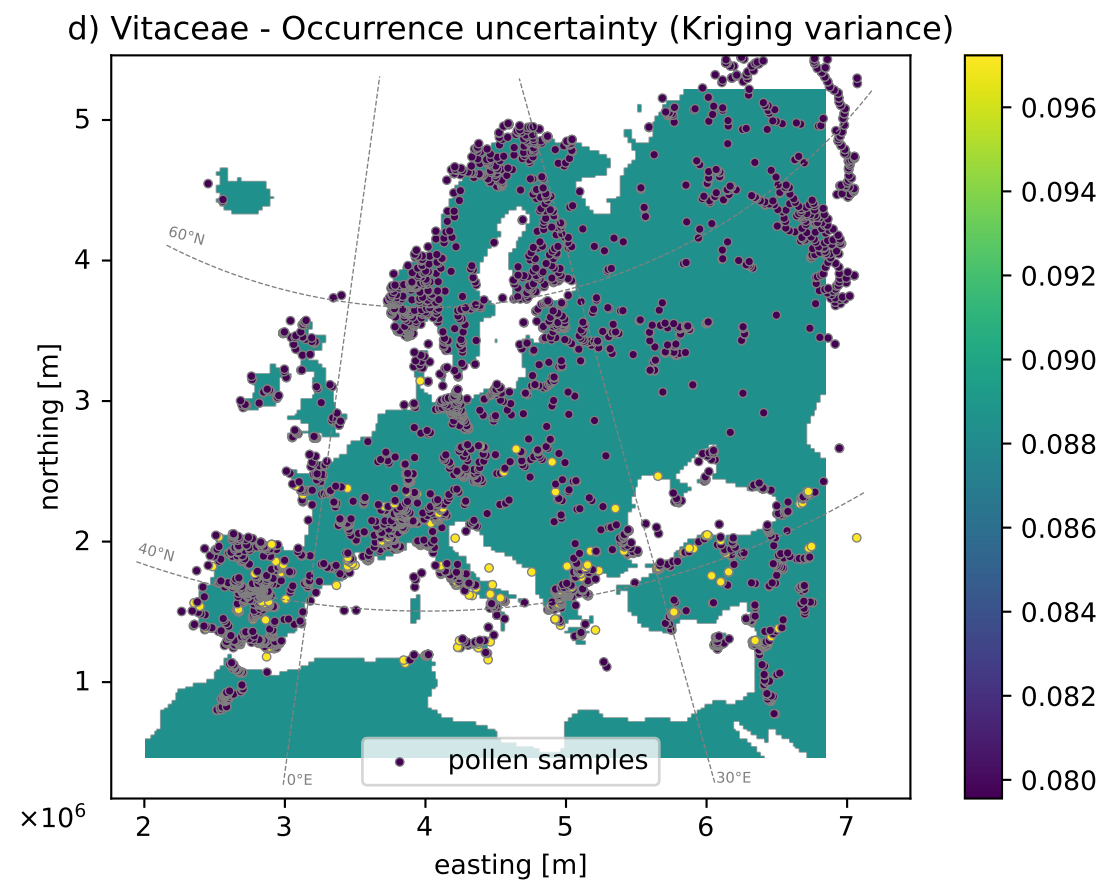 d) Vitaceae - Occurrence uncertainty (Kriging variance)
5
4
3
2
1
northing [m]
×10⁶
2 3 4 5 6 7
easting [m]
60°N
40°N
0°E
30°E
pollen samples
0.096
0.094
0.092
0.090
0.088
0.086
0.084
0.082
0.080